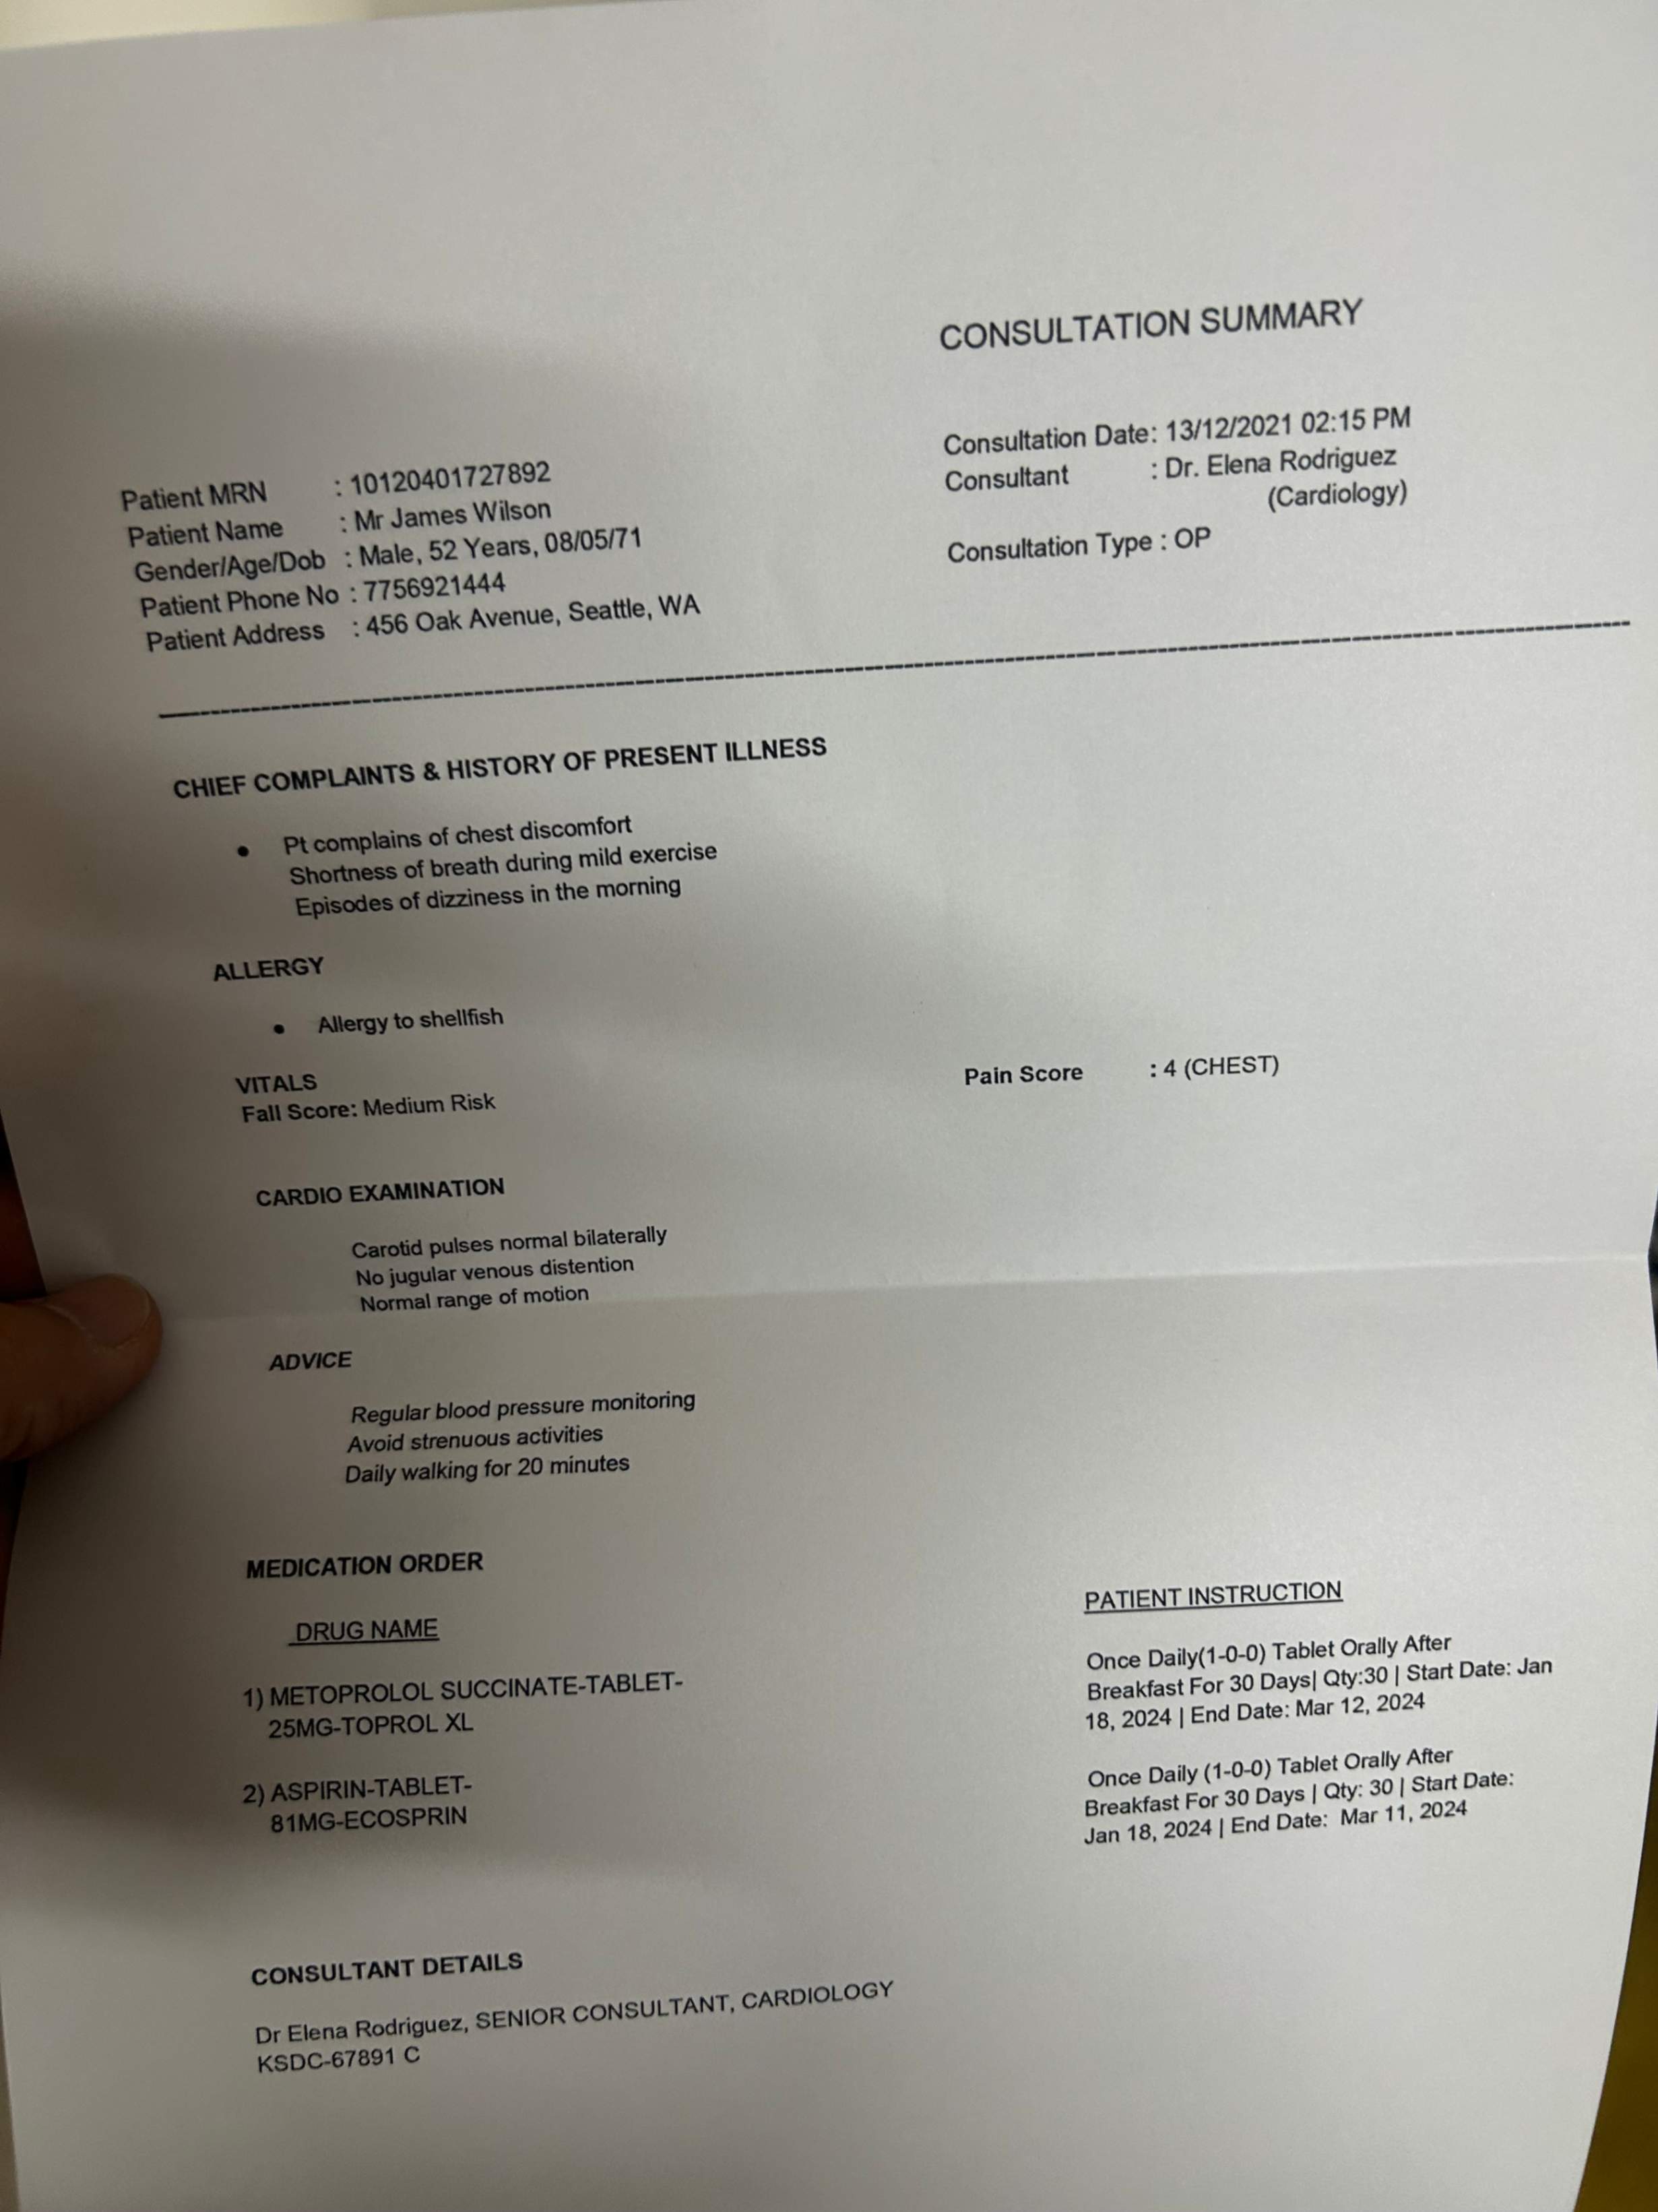 CONSULTATION SUMMARY
Patient MRN : 10120401727892
Patient Name : Mr James Wilson
Gender/Age/Dob : Male, 52 Years, 08/05/71
Patient Phone No : 7756921444
Patient Address : 456 Oak Avenue, Seattle, WA
Consultation Date: 13/12/2021 02:15 PM
Consultant : Dr. Elena Rodriguez
(Cardiology)
Consultation Type : OP
CHIEF COMPLAINTS & HISTORY OF PRESENT ILLNESS
• Pt complains of chest discomfort
Shortness of breath during mild exercise
Episodes of dizziness in the morning
ALLERGY
• Allergy to shellfish
VITALS
Fall Score: Medium Risk
Pain Score : 4 (CHEST)
CARDIO EXAMINATION
Carotid pulses normal bilaterally
No jugular venous distention
Normal range of motion
ADVICE
Regular blood pressure monitoring
Avoid strenuous activities
Daily walking for 20 minutes
MEDICATION ORDER
DRUG NAME
PATIENT INSTRUCTION
1) METOPROLOL SUCCINATE-TABLET-
25MG-TOPROL XL
Once Daily(1-0-0) Tablet Orally After
Breakfast For 30 Days| Qty:30 | Start Date: Jan
18, 2024 | End Date: Mar 12, 2024
2) ASPIRIN-TABLET-
81MG-ECOSPRIN
Once Daily (1-0-0) Tablet Orally After
Breakfast For 30 Days | Qty: 30 | Start Date:
Jan 18, 2024 | End Date: Mar 11, 2024
CONSULTANT DETAILS
Dr Elena Rodriguez, SENIOR CONSULTANT, CARDIOLOGY
KSDC-67891 C